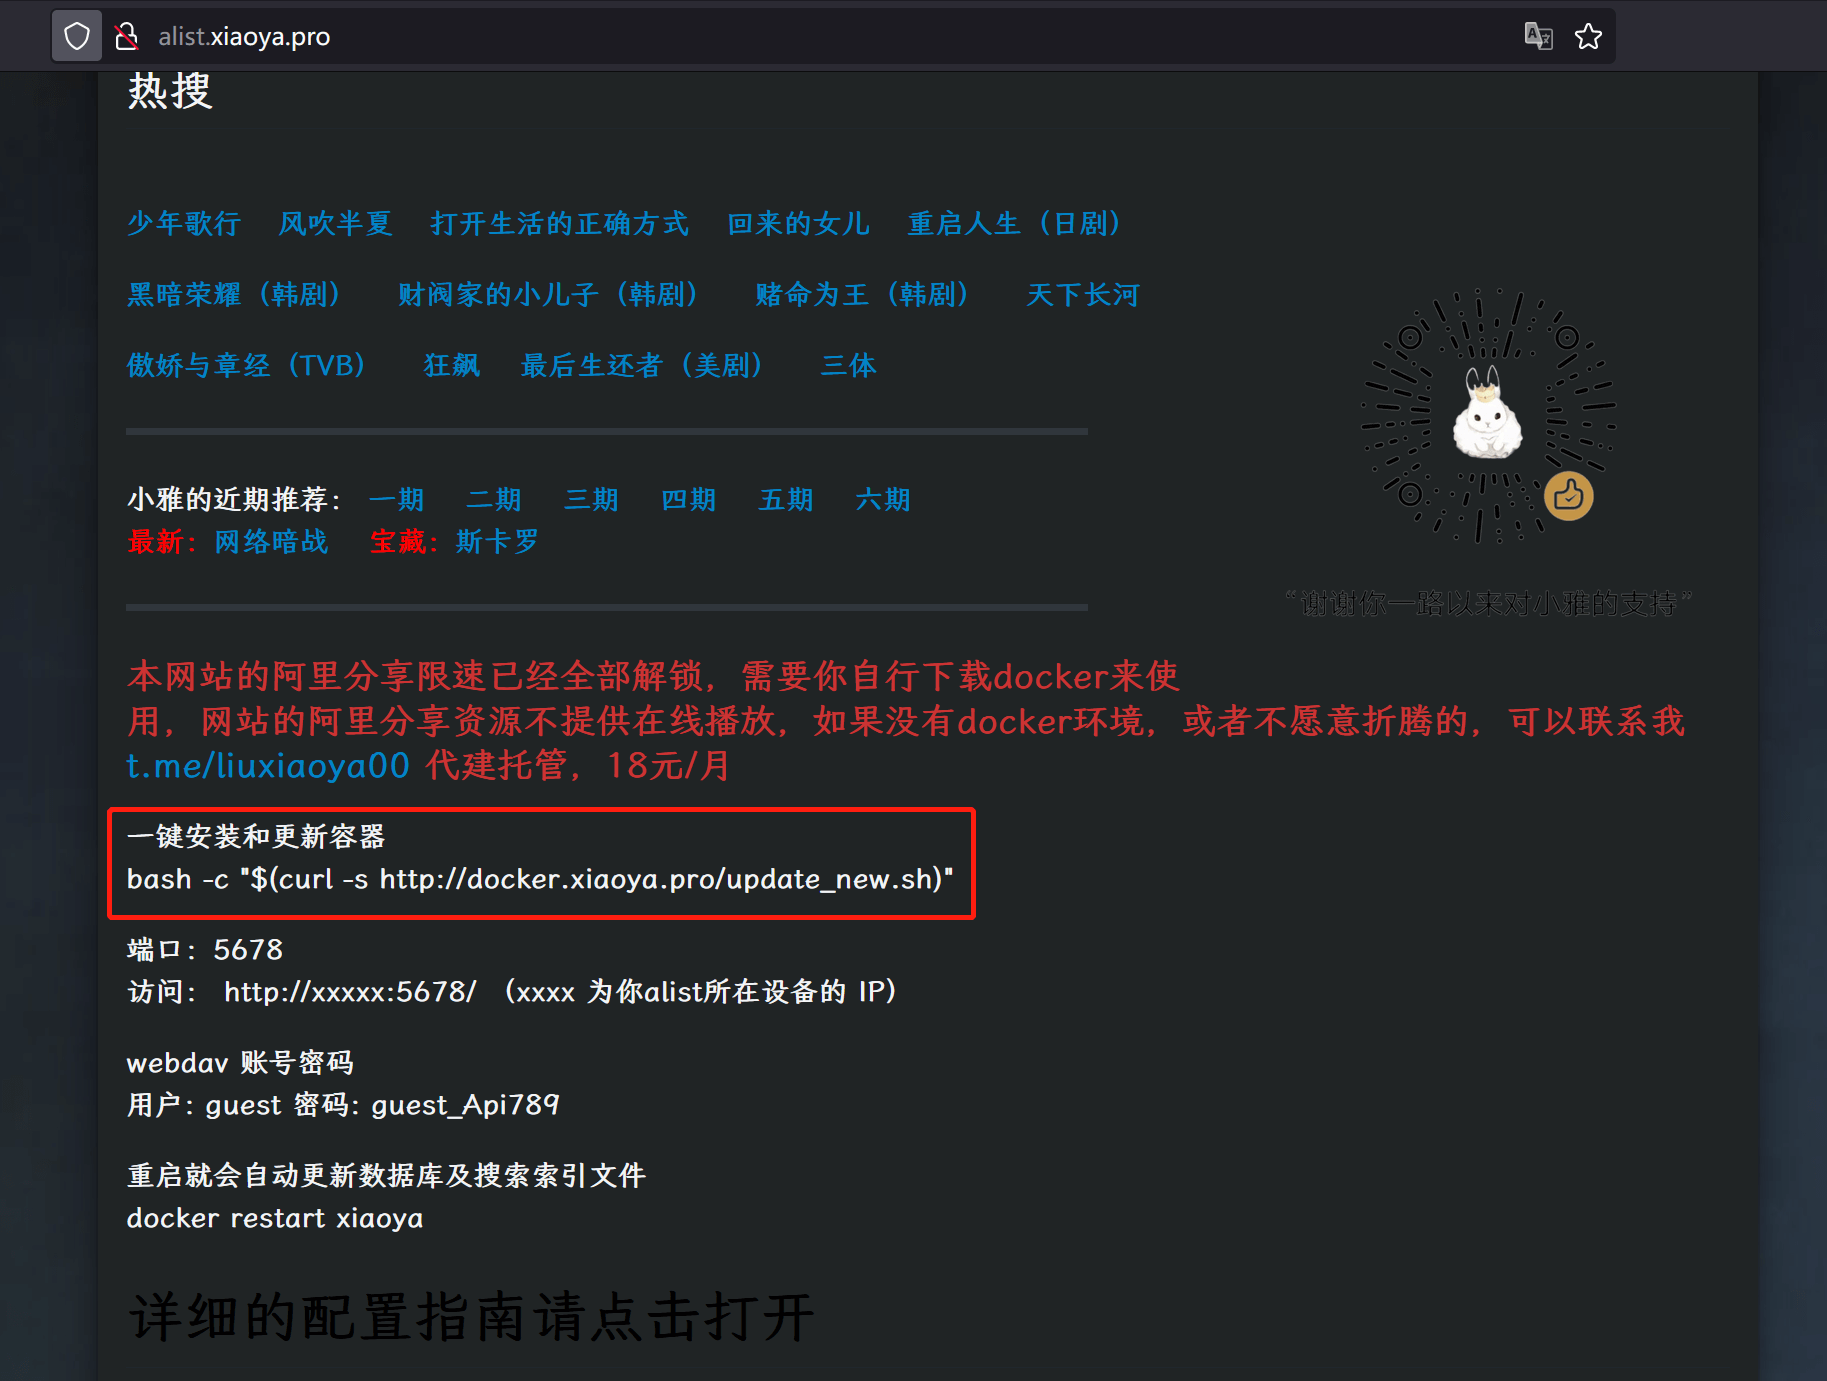 alist.xiaoya.pro
热搜
少年歌行 风吹半夏 打开生活的正确方式 回来的女儿 重启人生（日剧）
黑暗荣耀（韩剧） 财阀家的小儿子（韩剧） 赌命为王（韩剧） 天下长河
傲娇与章经（TVB） 狂飙 最后生还者（美剧） 三体
小雅的近期推荐： 一期 二期 三期 四期 五期 六期
最新：网络暗战 宝藏：斯卡罗
“谢谢你一路以来对小雅的支持”
本网站的阿里分享限速已经全部解锁，需要你自行下载docker来使
用，网站的阿里分享资源不提供在线播放，如果没有docker环境，或者不愿意折腾的，可以联系我
t.me/liuxiaoya00 代建托管，18元/月
一键安装和更新容器
bash -c "$(curl -s http://docker.xiaoya.pro/update_new.sh)"
端口：5678
访问： http://xxxxx:5678/ （xxxx 为你alist所在设备的 IP）
webdav 账号密码
用户: guest 密码: guest_Api789
重启就会自动更新数据库及搜索索引文件
docker restart xiaoya
详细的配置指南请点击打开